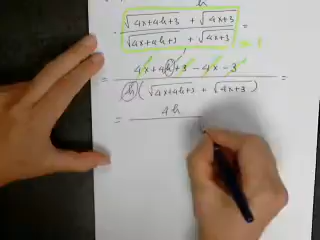 h
· √(4x+4h+3) + √(4x+3) =
√(4x+4h+3) + √(4x+3)
4x+4h+3 - 4x - 3
= =
h ( √(4x+4h+3) + √(4x+3) )
= 4h